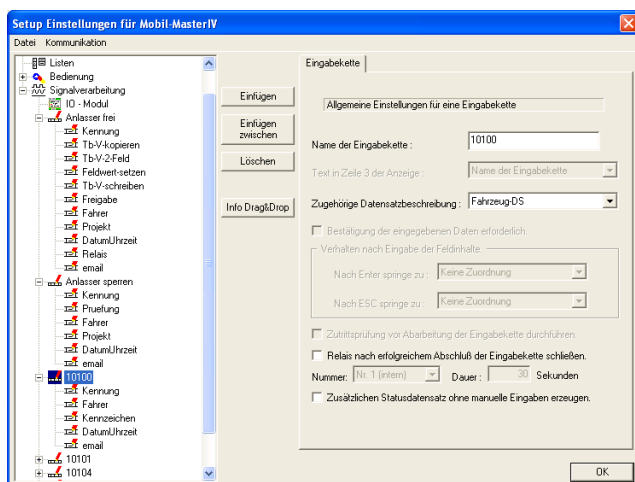 Setup Einstellungen für Mobil-MasterIV
Datei Kommunikation
Listen
Bedienung
Signalverarbeitung
IO - Modul
Anlasser frei
Kennung
Tb-V-kopieren
Tb-V-2-Feld
Feldwert-setzen
Tb-V-schreiben
Freigabe
Fahrer
Projekt
DatumUhrzeit
Relais
email
Anlasser sperren
Kennung
Pruefung
Fahrer
Projekt
DatumUhrzeit
email
10100
Kennung
Fahrer
Kennzeichen
DatumUhrzeit
email
10101
10104
Einfügen
Einfügen
zwischen
Löschen
Info Drag&Drop
Eingabekette
Allgemeine Einstellungen für eine Eingabekette
Name der Eingabekette : 10100
Text in Zeile 3 der Anzeige : Name der Eingabekette
Zugehörige Datensatzbeschreibung : Fahrzeug-DS
Bestätigung der eingegebenen Daten erforderlich.
Verhalten nach Eingabe der Feldinhalte.
Nach Enter springe zu : Keine Zuordnung
Nach ESC springe zu : Keine Zuordnung
Zutrittsprüfung vor Abarbeitung der Eingabekette durchführen.
Relais nach erfolgreichem Abschluß der Eingabekette schließen.
Nummer: Nr. 1 (intern) Dauer : 30 Sekunden
Zusätzlichen Statusdatensatz ohne manuelle Eingaben erzeugen.
OK